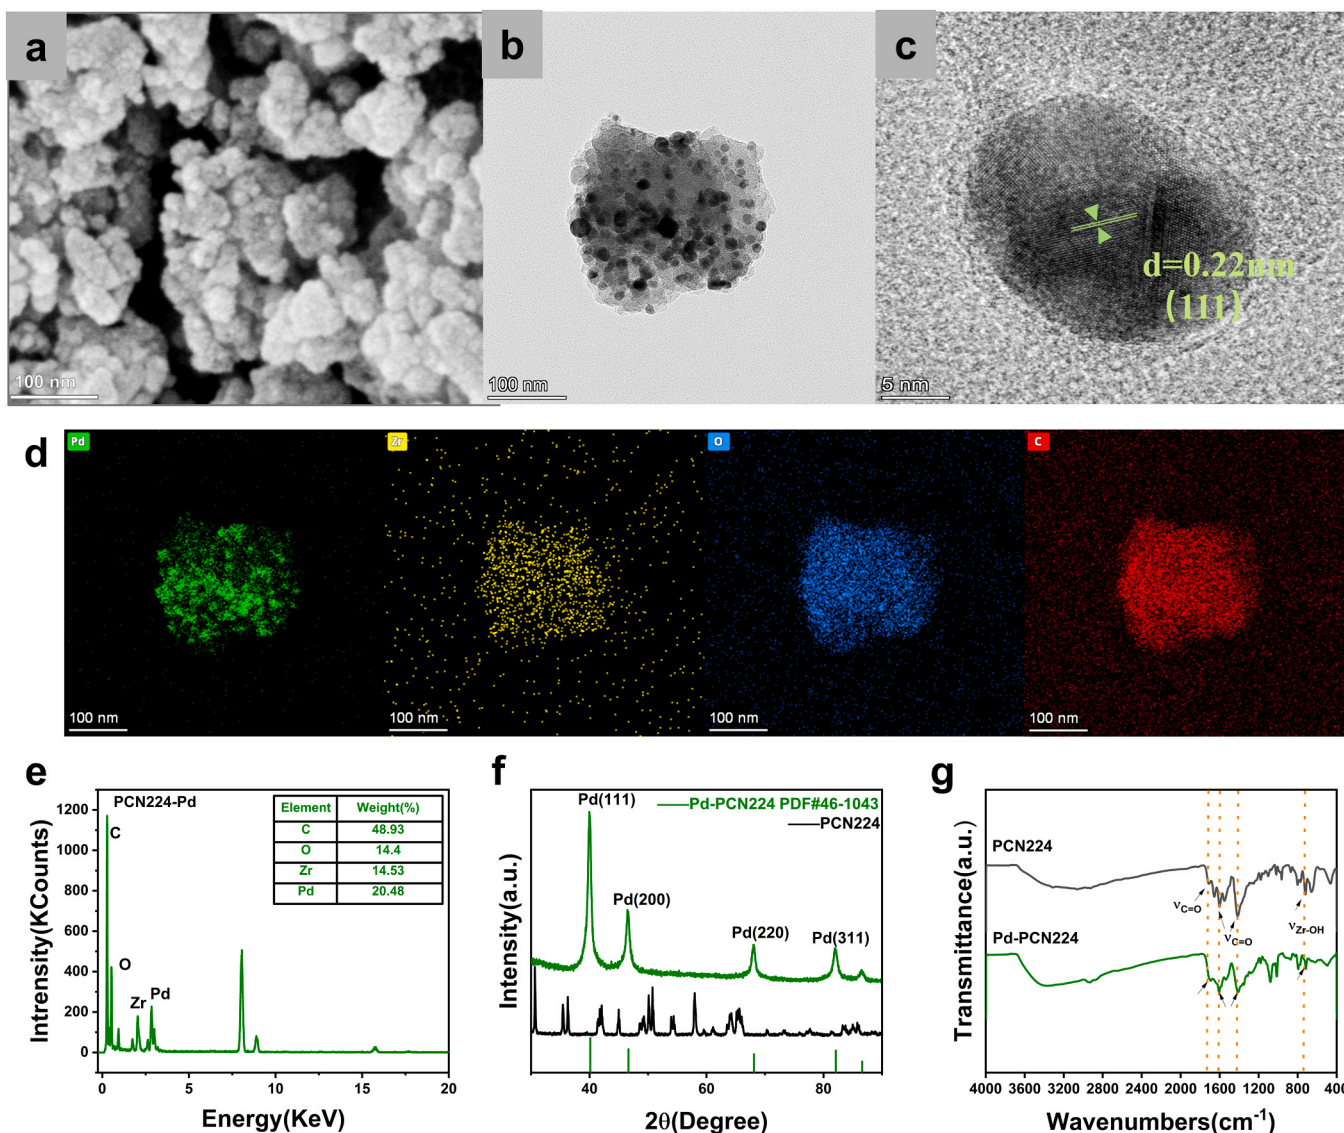 a
b
c
100 nm
100 nm
d=0.22nm
(111)
5 nm
d
Pd
Zr
O
C
100 nm
100 nm
100 nm
100 nm
e
PCN224-Pd
Element Weight(%)
C 48.93
O 14.4
Zr 14.53
Pd 20.48
C
O
Zr
Pd
1200
1000
800
600
400
200
0
0 5 10 15 20
Intrensity(KCounts)
Energy(KeV)
f
Pd(111)
Pd-PCN224 PDF#46-1043
PCN224
Pd(200)
Pd(220)
Pd(311)
Intensity(a.u.)
40 60 80
2θ(Degree)
g
PCN224
νC=O
νC=O
νZr-OH
Pd-PCN224
Transmittance(a.u.)
4000 3600 2800 2200 1600 800 400
Wavenumbers(cm⁻¹)